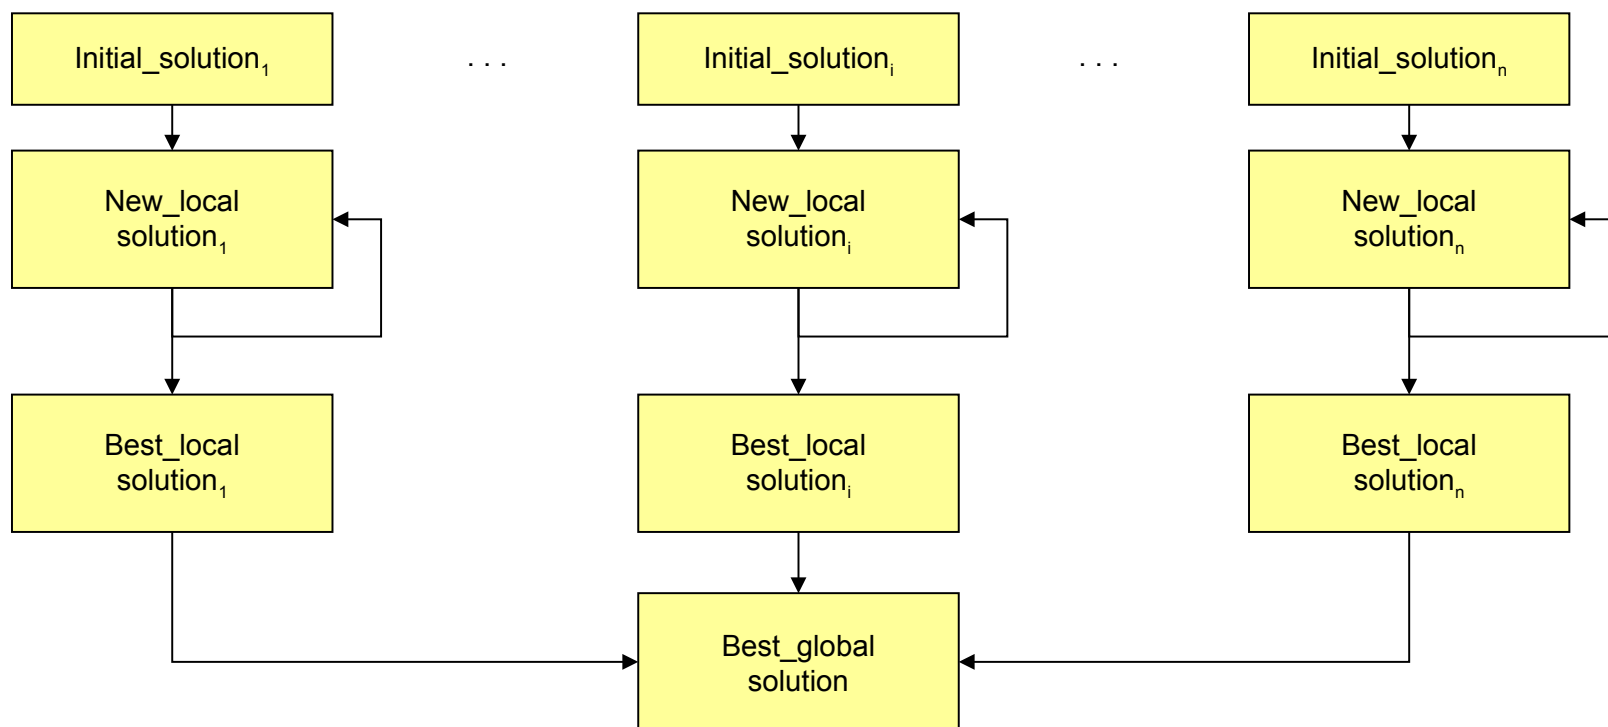 Initial_solution₁ . . . Initial_solutionᵢ . . . Initial_solutionₙ
New_local
solution₁
New_local
solutionᵢ
New_local
solutionₙ
Best_local
solution₁
Best_local
solutionᵢ
Best_local
solutionₙ
Best_global
solution